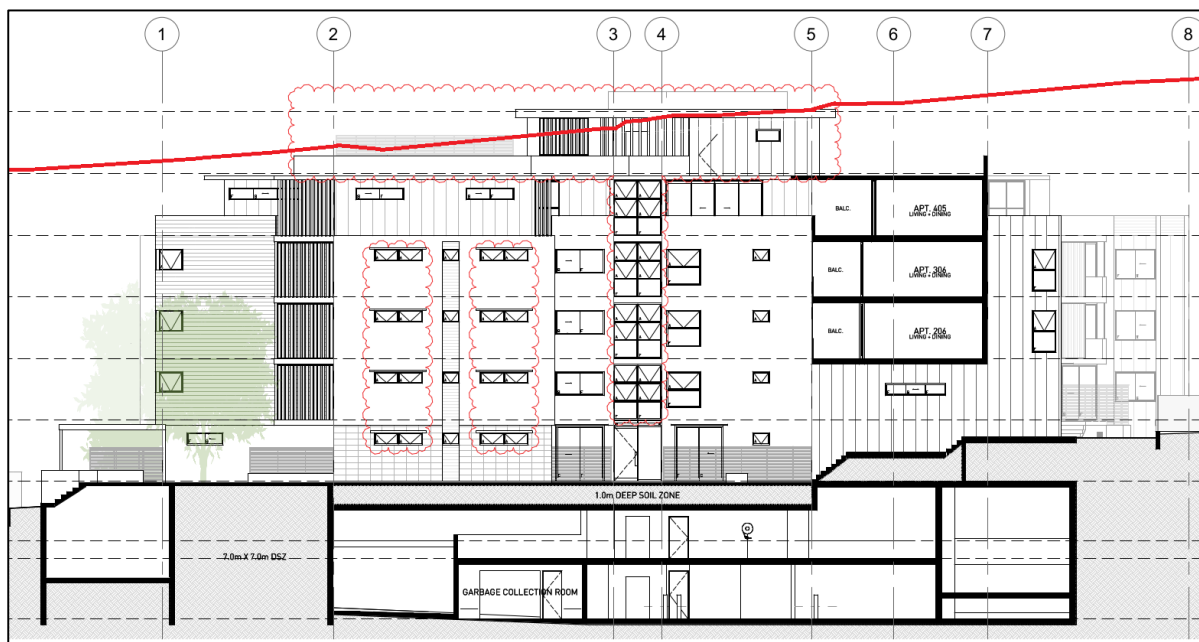 1
2
3
4
5
6
7
8
BALC.
APT. 405
LIVING + DINING
BALC.
APT. 306
LIVING + DINING
BALC.
APT. 206
LIVING + DINING
1.0m DEEP SOIL ZONE
7.0m X 7.0m DSZ
GARBAGE COLLECTION ROOM